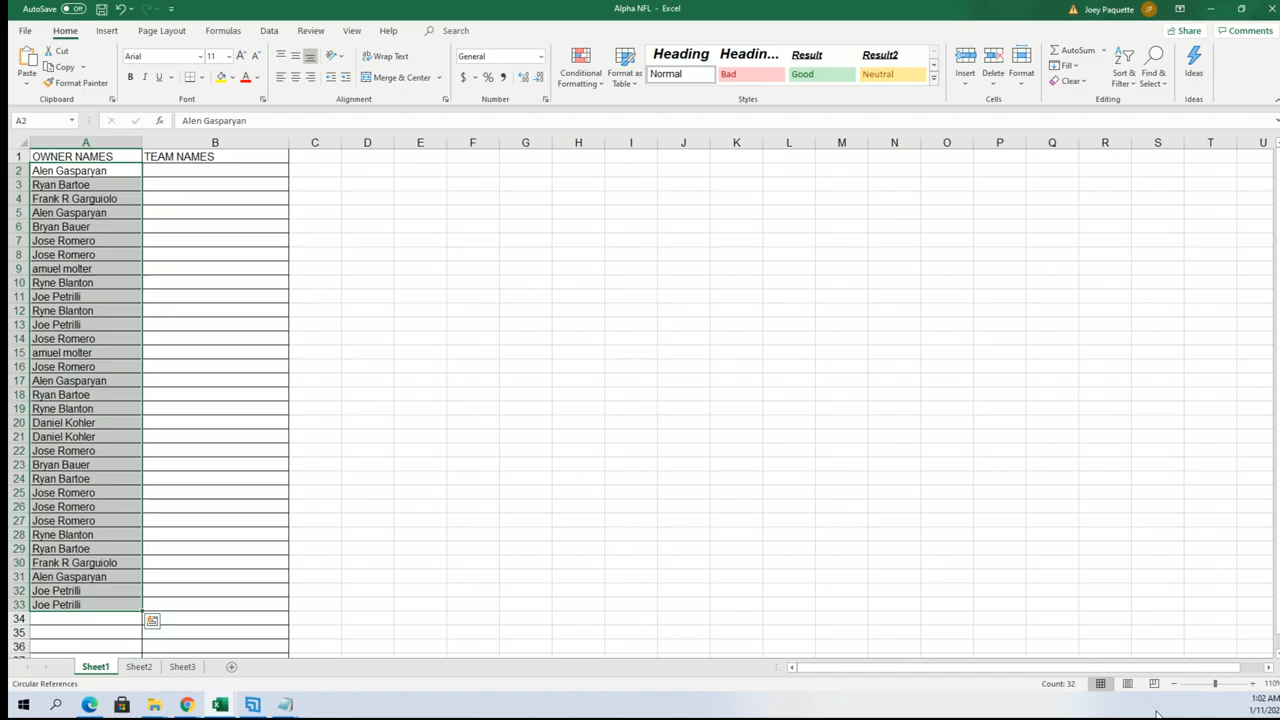 AutoSave Off Alpha NFL - Excel Joey Paquette JP
File Home Insert Page Layout Formulas Data Review View Help Search Share Comments
Cut Copy Format Painter Paste Clipboard
Arial 11 B I U A Font
Wrap Text Merge & Center Alignment
General $ % Number
Conditional Formatting Format as Table Heading Headin... Result Result2 Normal Bad Good Neutral Styles
Insert Delete Format Cells
AutoSum Fill Clear Sort & Filter Find & Select Editing Ideas Ideas
A2 Alen Gasparyan
A B C D E F G H I J K L M N O P Q R S T U
1 OWNER NAMES TEAM NAMES
2 Alen Gasparyan
3 Ryan Bartoe
4 Frank R Garguiolo
5 Alen Gasparyan
6 Bryan Bauer
7 Jose Romero
8 Jose Romero
9 amuel molter
10 Ryne Blanton
11 Joe Petrilli
12 Ryne Blanton
13 Joe Petrilli
14 Jose Romero
15 amuel molter
16 Jose Romero
17 Alen Gasparyan
18 Ryan Bartoe
19 Ryne Blanton
20 Daniel Kohler
21 Daniel Kohler
22 Jose Romero
23 Bryan Bauer
24 Ryan Bartoe
25 Jose Romero
26 Jose Romero
27 Jose Romero
28 Ryne Blanton
29 Ryan Bartoe
30 Frank R Garguiolo
31 Alen Gasparyan
32 Joe Petrilli
33 Joe Petrilli
34
35
36
Sheet1 Sheet2 Sheet3
Circular References Count: 32 110%
1:02 AM
1/11/202